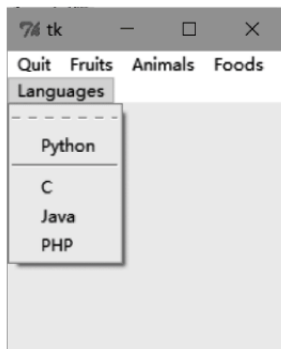 tk
Quit Fruits Animals Foods
Languages
Python
C
Java
PHP